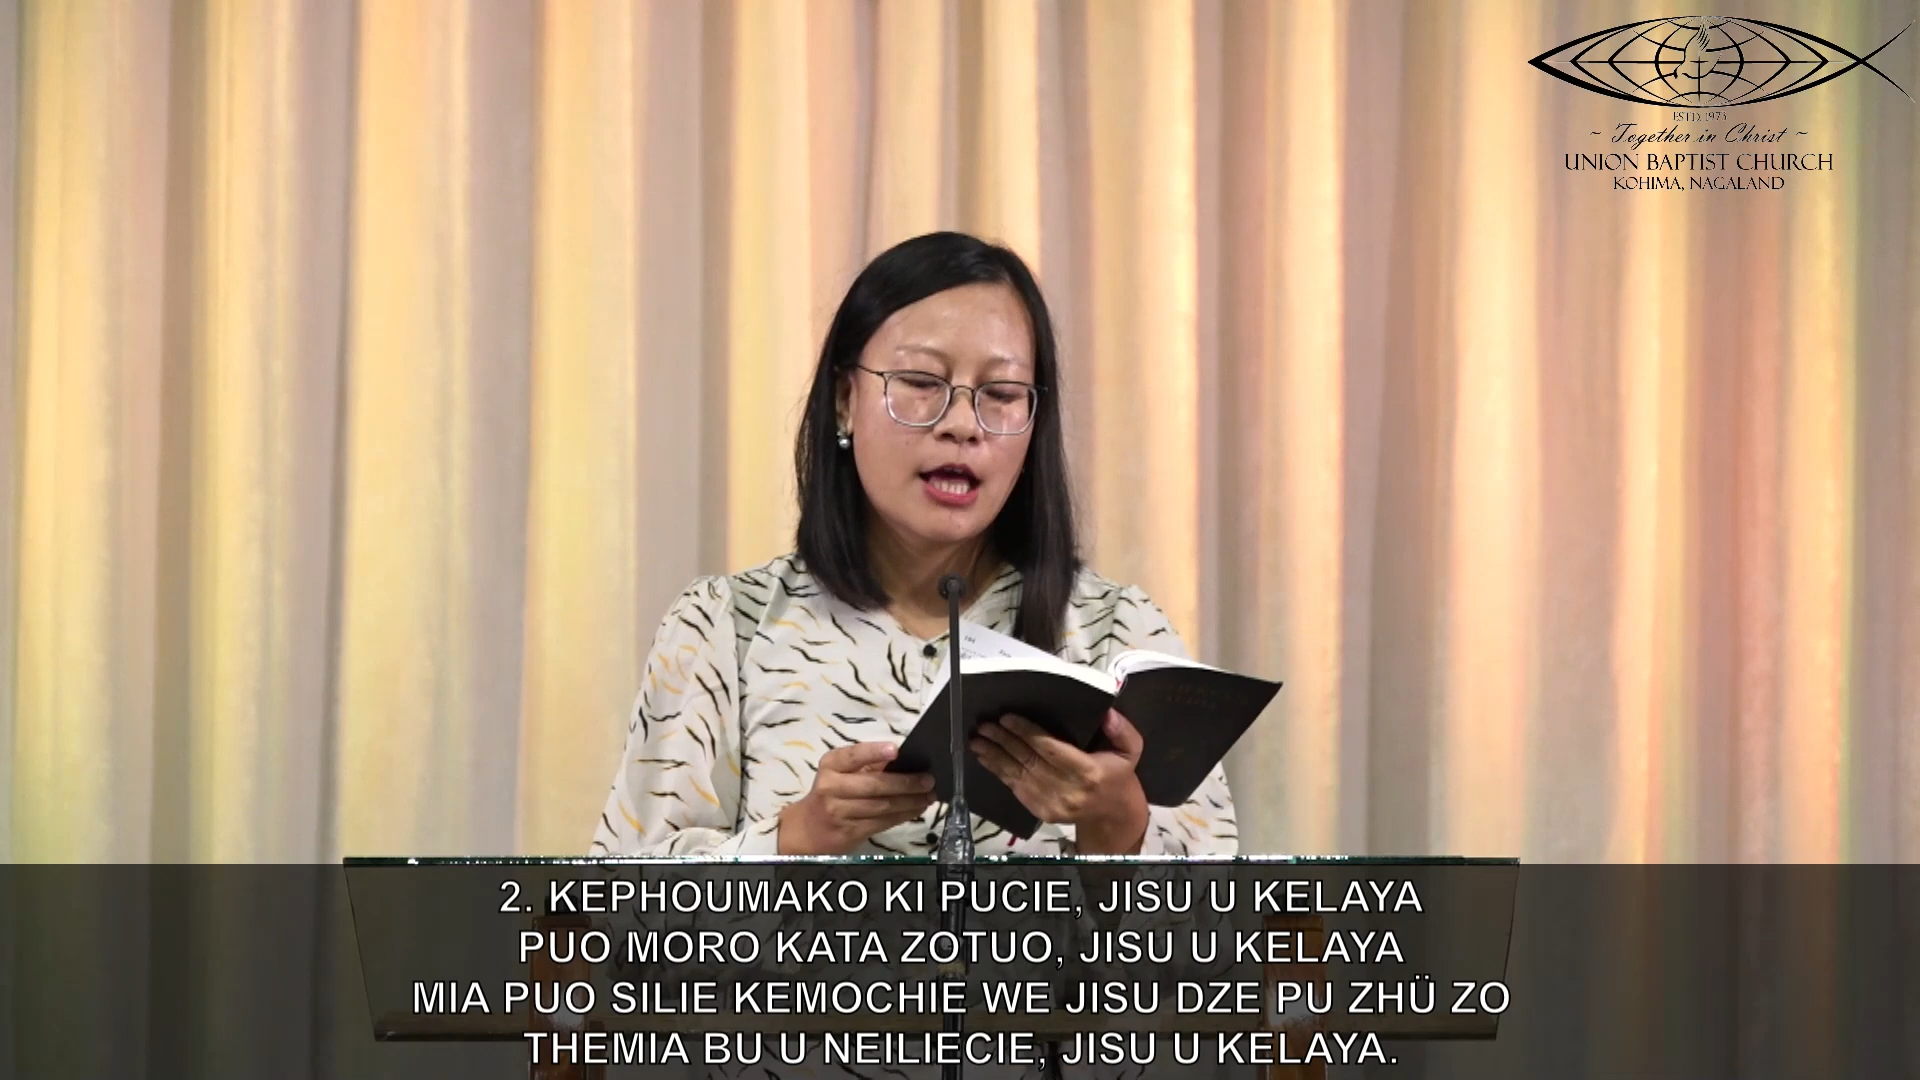 ESTD.1973
~ Together in Christ ~
UNION BAPTIST CHURCH
KOHIMA, NAGALAND
2. KEPHOUMAKO KI PUCIE, JISU U KELAYA
PUO MORO KATA ZOTUO, JISU U KELAYA
MIA PUO SILIE KEMOCHIE WE JISU DZE PU ZHÜ ZO
THEMIA BU U NEILIECIE, JISU U KELAYA.